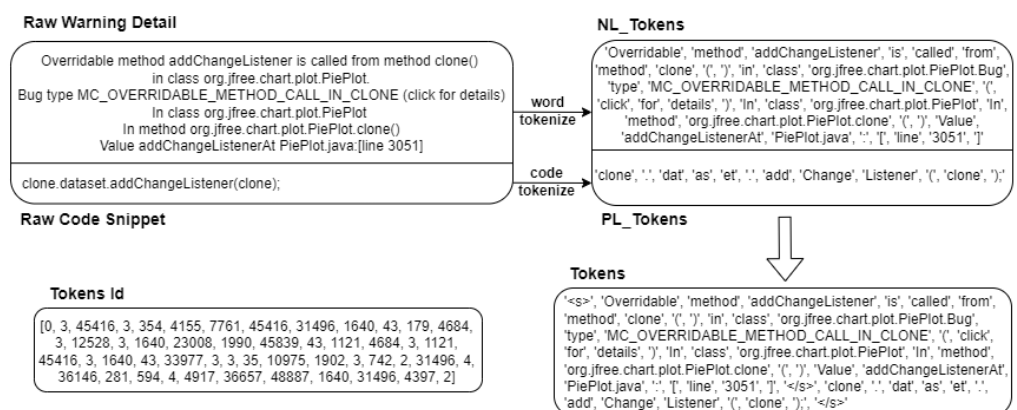 Raw Warning Detail
Overridable method addChangeListener is called from method clone()
in class org.jfree.chart.plot.PiePlot.
Bug type MC_OVERRIDABLE_METHOD_CALL_IN_CLONE (click for details)
In class org.jfree.chart.plot.PiePlot
In method org.jfree.chart.plot.PiePlot.clone()
Value addChangeListenerAt PiePlot.java:[line 3051]
clone.dataset.addChangeListener(clone);
Raw Code Snippet
word
tokenize
code
tokenize
NL_Tokens
'Overridable', 'method', 'addChangeListener', 'is', 'called', 'from',
'method', 'clone', '(', ')', 'in', 'class', 'org.jfree.chart.plot.PiePlot.Bug',
'type', 'MC_OVERRIDABLE_METHOD_CALL_IN_CLONE', '(',
'click', 'for', 'details', ')', 'In', 'class', 'org.jfree.chart.plot.PiePlot', 'In',
'method', 'org.jfree.chart.plot.PiePlot.clone', '(', ')', 'Value',
'addChangeListenerAt', 'PiePlot.java', ':', '[', 'line', '3051', ']'
'clone', '.', 'dat', 'as', 'et', '.', 'add', 'Change', 'Listener', '(', 'clone', ');'
PL_Tokens
Tokens
'<s>', 'Overridable', 'method', 'addChangeListener', 'is', 'called', 'from',
'method', 'clone', '(', ')', 'in', 'class', 'org.jfree.chart.plot.PiePlot.Bug',
'type', 'MC_OVERRIDABLE_METHOD_CALL_IN_CLONE', '(', 'click',
'for', 'details', ')', 'In', 'class', 'org.jfree.chart.plot.PiePlot', 'In', 'method',
'org.jfree.chart.plot.PiePlot.clone', '(', ')', 'Value', 'addChangeListenerAt',
'PiePlot.java', ':', '[', 'line', '3051', ']', '</s>', 'clone', '.', 'dat', 'as', 'et', '.',
'add', 'Change', 'Listener', '(', 'clone', ');', '</s>'
Tokens Id
[0, 3, 45416, 3, 354, 4155, 7761, 45416, 31496, 1640, 43, 179, 4684,
3, 12528, 3, 1640, 23008, 1990, 45839, 43, 1121, 4684, 3, 1121,
45416, 3, 1640, 43, 33977, 3, 3, 35, 10975, 1902, 3, 742, 2, 31496, 4,
36146, 281, 594, 4, 4917, 36657, 48887, 1640, 31496, 4397, 2]